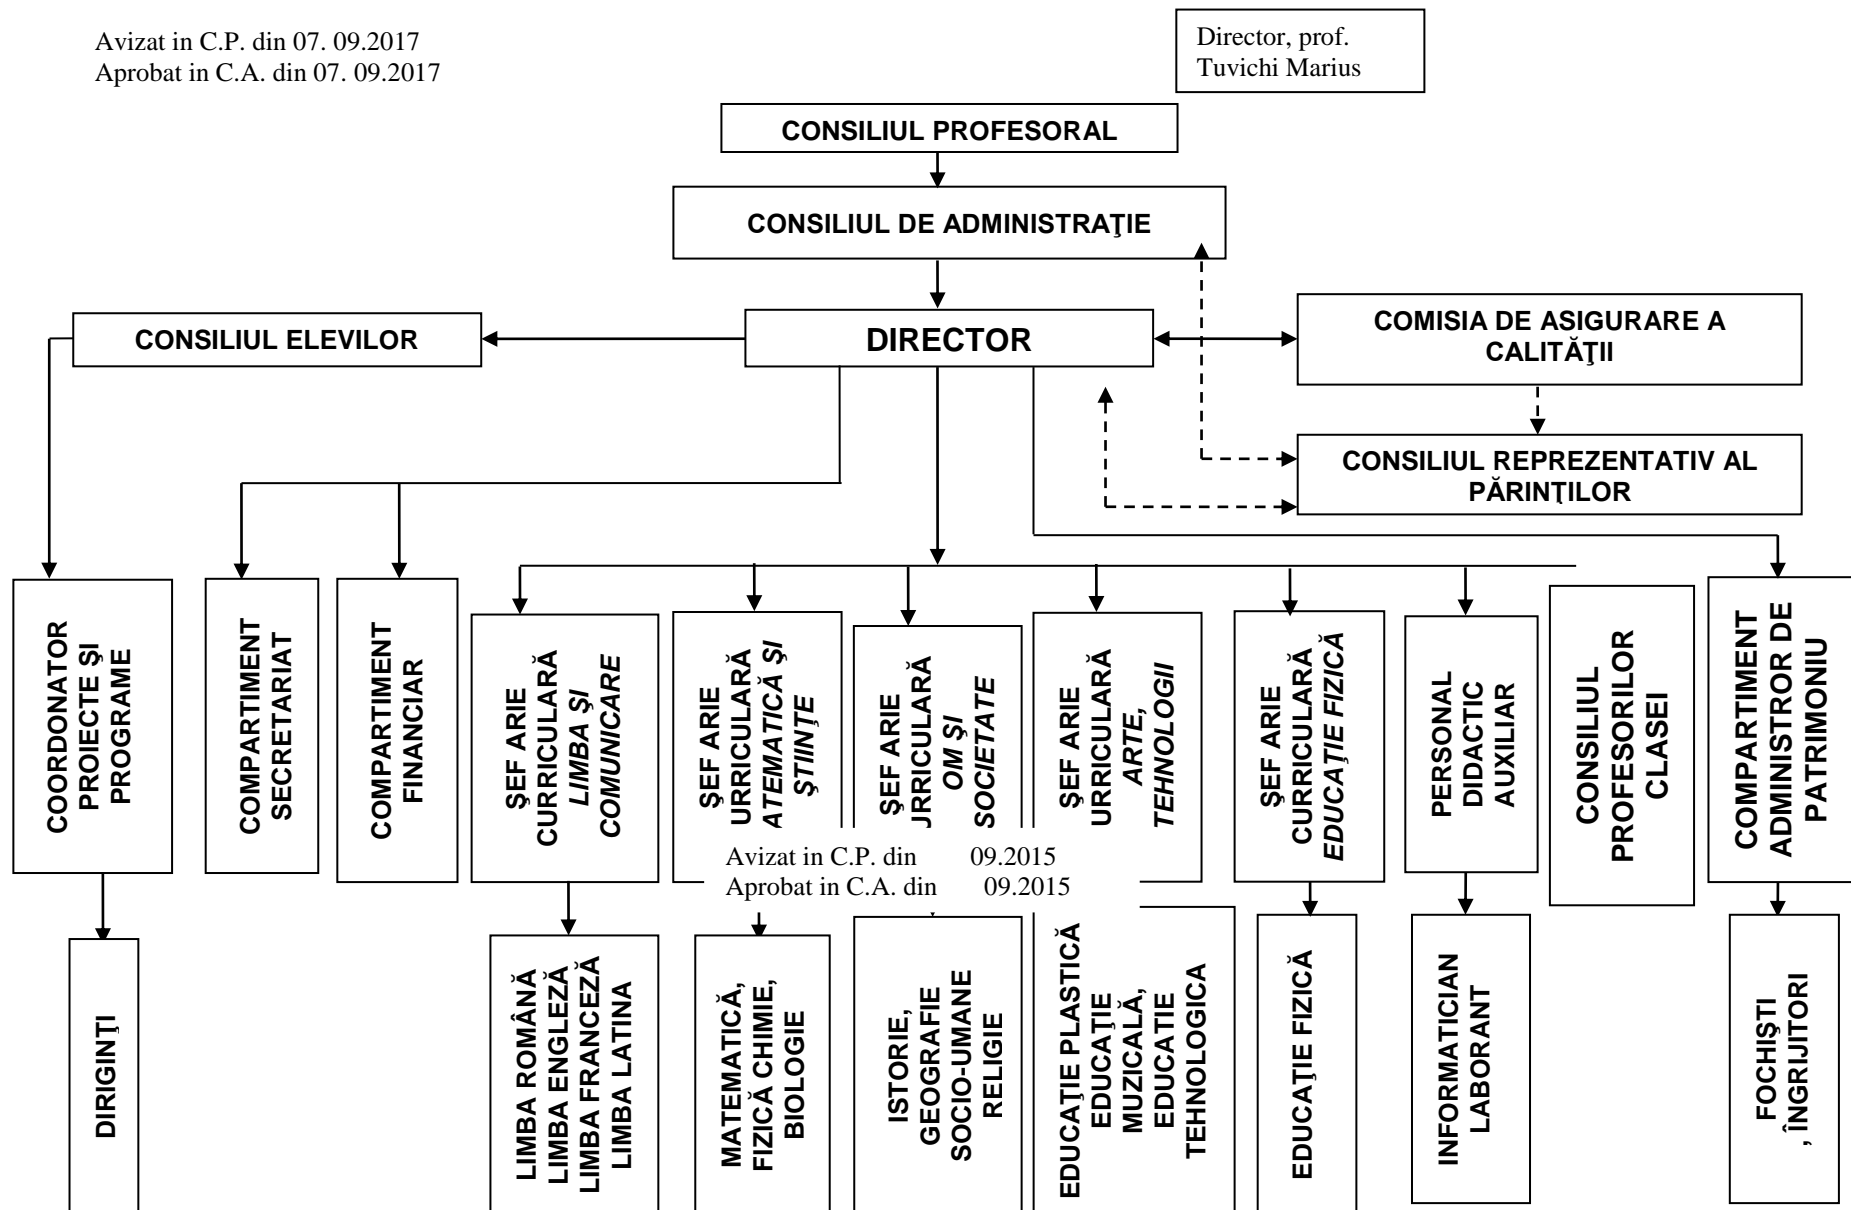 Avizat in C.P. din 07. 09.2017
Aprobat in C.A. din 07. 09.2017
Director, prof.
Tuvichi Marius
CONSILIUL PROFESORAL
CONSILIUL DE ADMINISTRAŢIE
CONSILIUL ELEVILOR
DIRECTOR
COMISIA DE ASIGURARE A
CALITĂŢII
CONSILIUL REPREZENTATIV AL
PĂRINŢILOR
COORDONATOR
PROIECTE ŞI
PROGRAME
COMPARTIMENT
SECRETARIAT
COMPARTIMENT
FINANCIAR
ŞEF ARIE
CURRICULARĂ
LIMBA ŞI
COMUNICARE
ŞEF ARIE
URRICULARĂ
ATEMATICĂ ŞI
ŞTIINŢE
ŞEF ARIE
JRRICULARĂ
OM ŞI
SOCIETATE
ŞEF ARIE
URRICULARĂ
ARTE,
TEHNOLOGII
ŞEF ARIE
CURRICULARĂ
EDUCAŢIE FIZICĂ
PERSONAL
DIDACTIC
AUXILIAR
CONSILIUL
PROFESORILOR
CLASEI
COMPARTIMENT
ADMINISTROR DE
PATRIMONIU
Avizat in C.P. din 09.2015
Aprobat in C.A. din 09.2015
DIRIGINŢI
LIMBA ROMÂNĂ
LIMBA ENGLEZĂ
LIMBA FRANCEZĂ
LIMBA LATINA
MATEMATICĂ,
FIZICĂ CHIMIE,
BIOLOGIE
ISTORIE,
GEOGRAFIE
SOCIO-UMANE
RELIGIE
EDUCAŢIE PLASTICĂ
EDUCAŢIE
MUZICALĂ,
EDUCATIE
TEHNOLOGICA
EDUCAŢIE FIZICĂ
INFORMATICIAN
LABORANT
FOCHIŞTI
, ÎNGRIJITORI